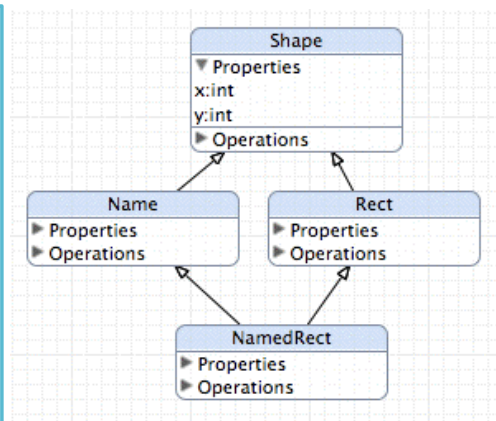 Shape
Properties
x:int
y:int
Operations
Name
Properties
Operations
Rect
Properties
Operations
NamedRect
Properties
Operations